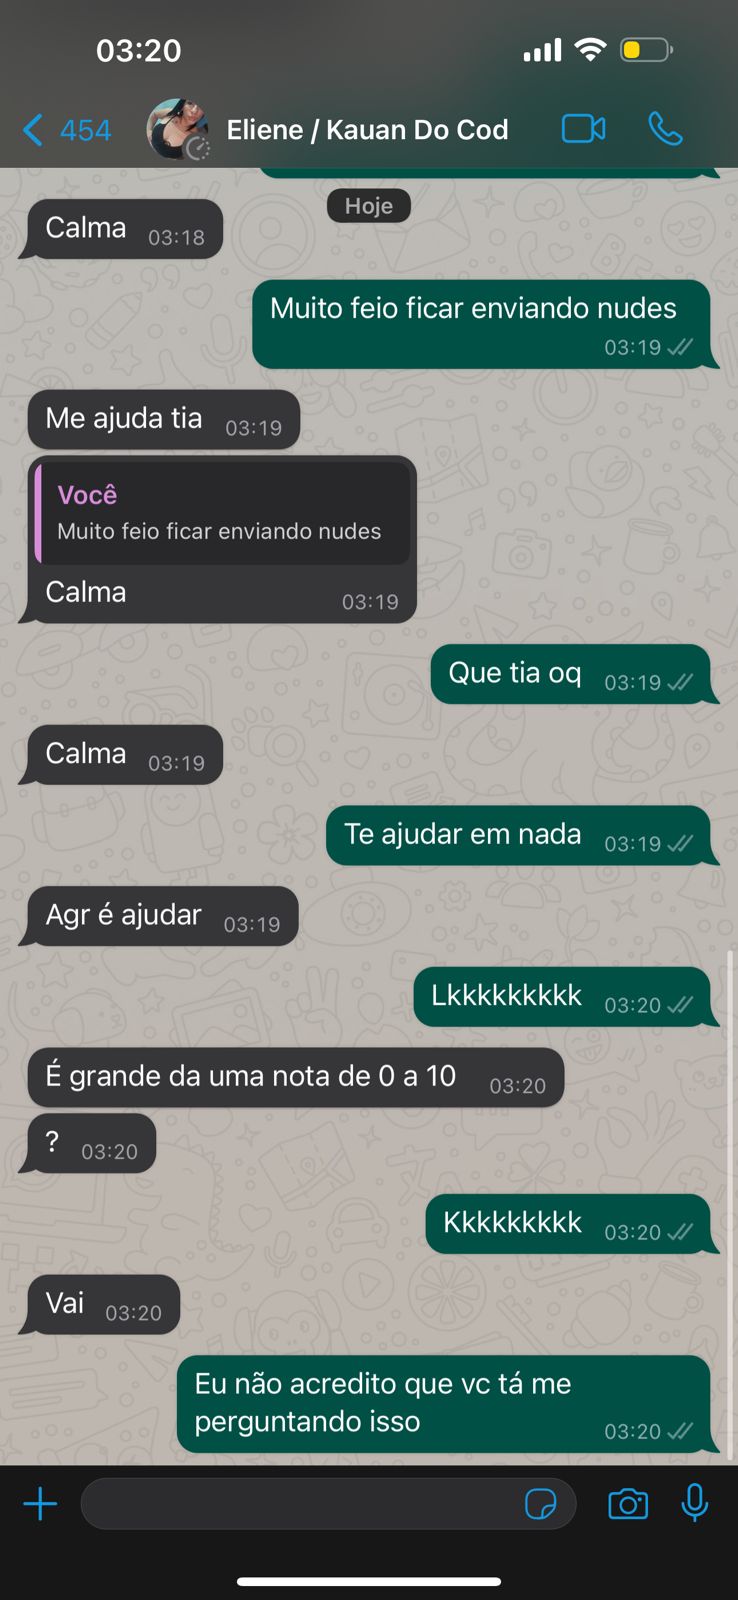 03:20
454
Eliene / Kauan Do Cod
Hoje
Calma 03:18
Muito feio ficar enviando nudes
03:19
Me ajuda tia 03:19
Você
Muito feio ficar enviando nudes
Calma 03:19
Que tia oq 03:19
Calma 03:19
Te ajudar em nada 03:19
Agr é ajudar 03:19
Lkkkkkkkkk 03:20
É grande da uma nota de 0 a 10 03:20
? 03:20
Kkkkkkkkk 03:20
Vai 03:20
Eu não acredito que vc tá me
perguntando isso 03:20